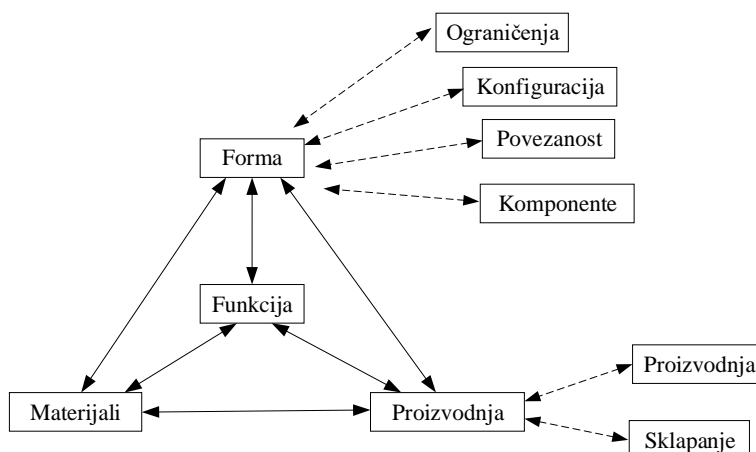 Ograničenja
Konfiguracija
Povezanost
Forma
Komponente
Funkcija
Proizvodnja
Materijali
Proizvodnja
Sklapanje